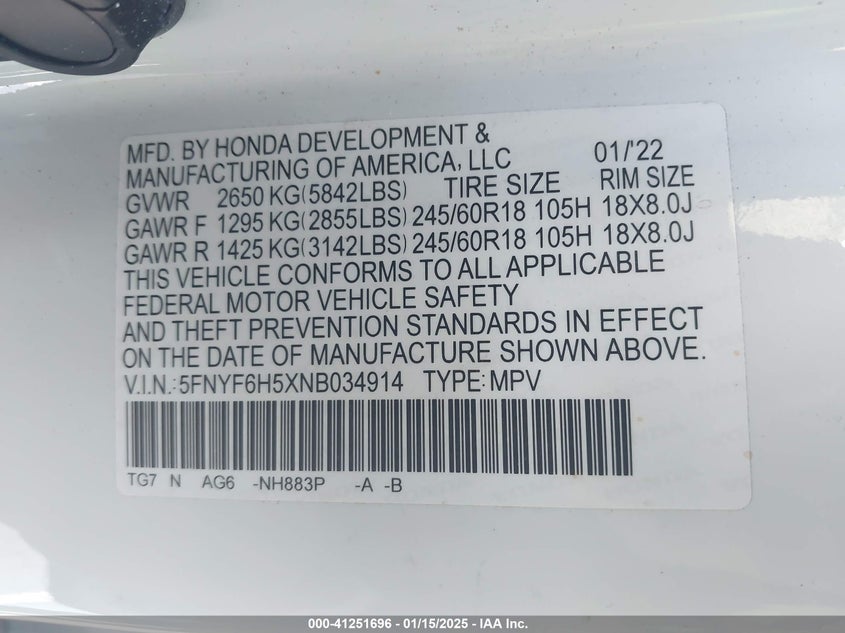 MFD. BY HONDA DEVELOPMENT &
MANUFACTURING OF AMERICA, LLC 01/'22
GVWR 2650 KG(5842LBS) TIRE SIZE RIM SIZE
GAWR F 1295 KG(2855LBS) 245/60R18 105H 18X8.0J
GAWR R 1425 KG(3142LBS) 245/60R18 105H 18X8.0J
THIS VEHICLE CONFORMS TO ALL APPLICABLE
FEDERAL MOTOR VEHICLE SAFETY
AND THEFT PREVENTION STANDARDS IN EFFECT
ON THE DATE OF MANUFACTURE SHOWN ABOVE.
V.I.N.:5FNYF6H5XNB034914 TYPE:MPV
TG7 N AG6 -NH883P -A -B
000-41251696 - 01/15/2025 - IAA Inc.